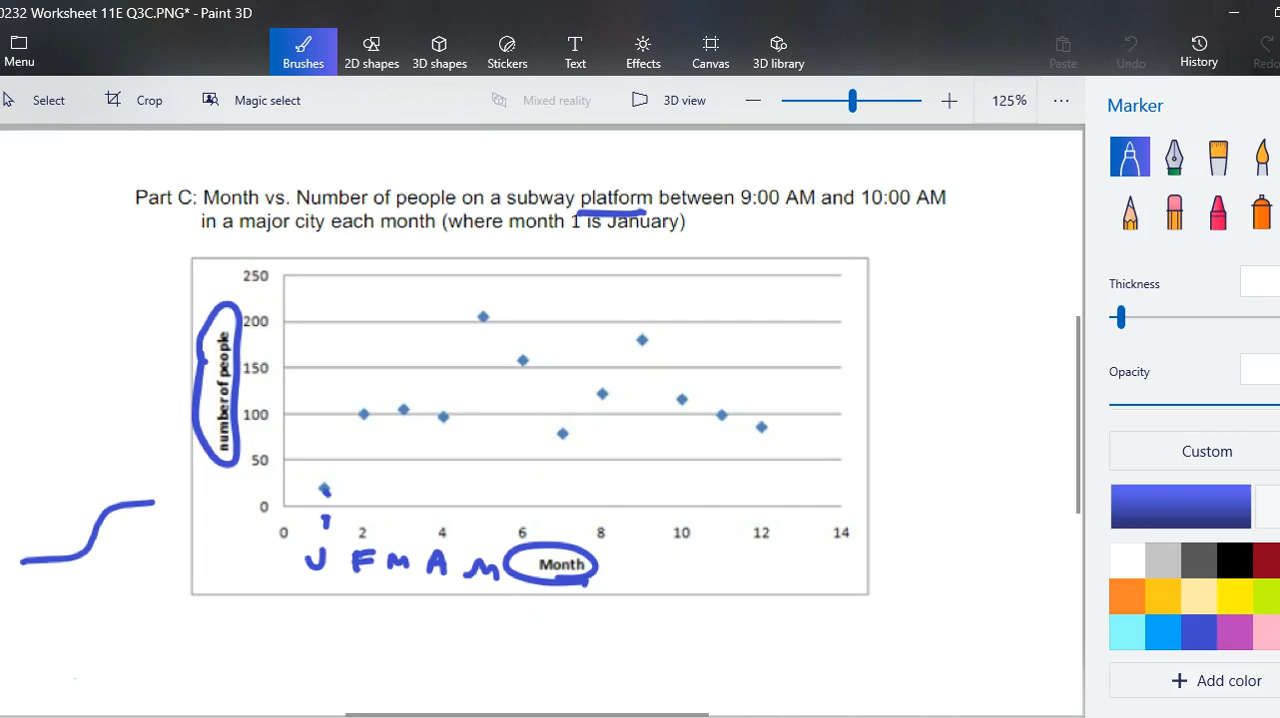 0232 Worksheet 11E Q3C.PNG* - Paint 3D
Menu
Brushes
2D shapes
3D shapes
Stickers
Text
Effects
Canvas
3D library
Paste
Undo
History
Redo
Select
Crop
Magic select
Mixed reality
3D view
125%
Marker
Part C: Month vs. Number of people on a subway platform between 9:00 AM and 10:00 AM
in a major city each month (where month 1 is January)
250
200
150
100
50
0
number of people
0 2 4 6 8 10 12 14
1
J F M A M
Month
Thickness
Opacity
Custom
Add color